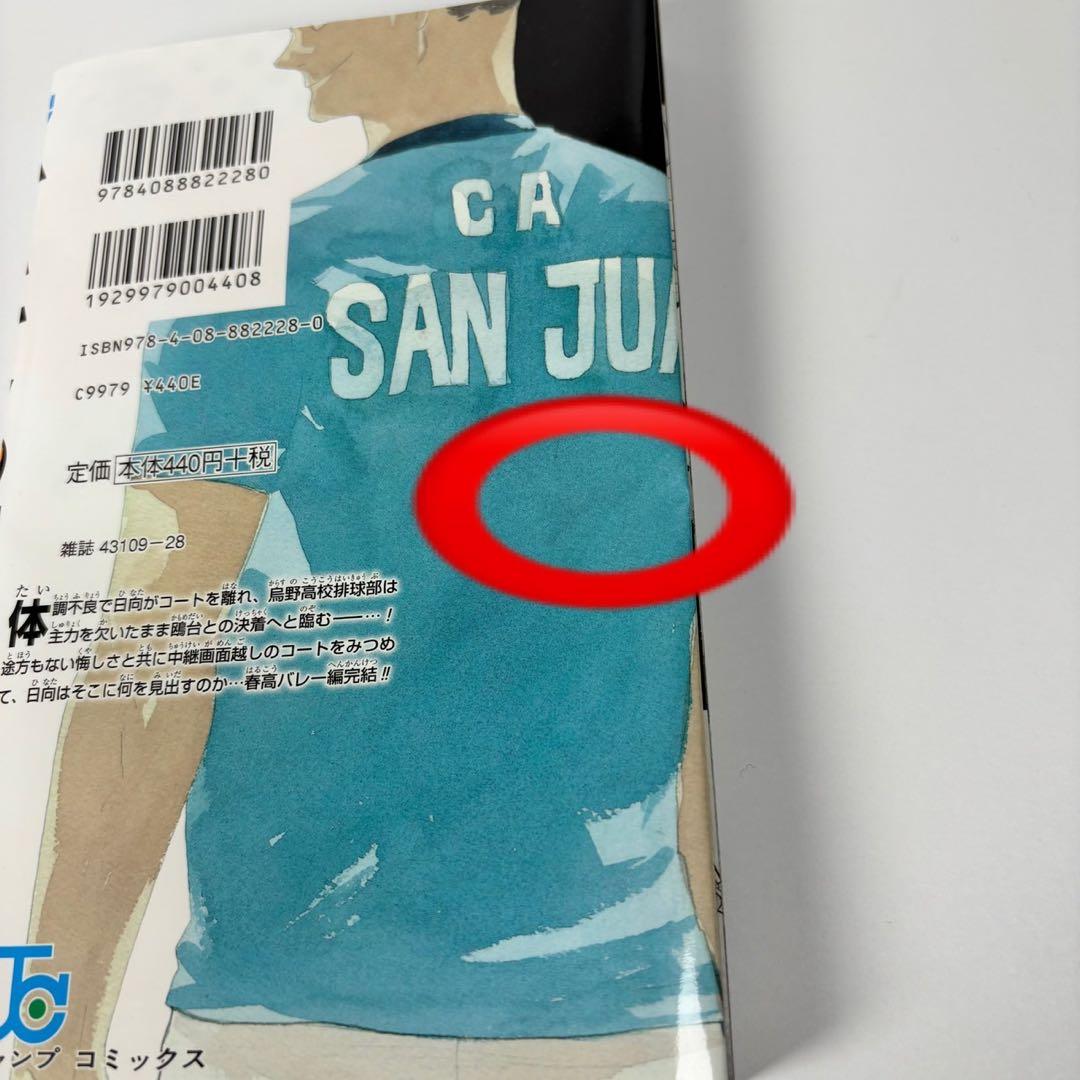 9784088822280
1929979004408
ISBN978-4-08-882228-0
C9979 ¥440E
定価 本体440円+税
雑誌 43109-28
体調不良で日向がコートを離れ、烏野高校排球部は
主力を欠いたまま鴎台との決着へと臨む――…!
途方もない悔しさと共に中継画面越しのコートをみつめ
て、日向はそこに何を見出すのか…春高バレー編完結!!
CA
SAN JUA
JC
ャンプ コミックス